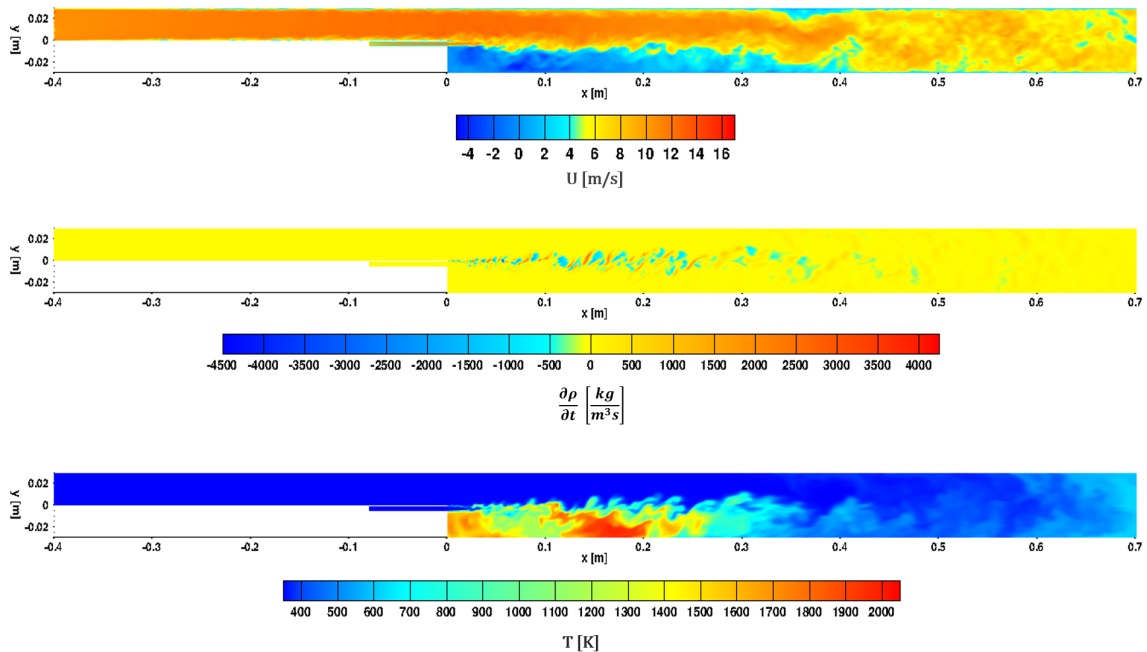 0.02
0
-0.02
Y [m]
-0.4 -0.3 -0.2 -0.1 0 0.1 0.2 0.3 0.4 0.5 0.6 0.7
x [m]
-4 -2 0 2 4 6 8 10 12 14 16
U [m/s]
0.02
0
-0.02
Y [m]
-0.4 -0.3 -0.2 -0.1 0 0.1 0.2 0.3 0.4 0.5 0.6 0.7
x [m]
-4500 -4000 -3500 -3000 -2500 -2000 -1500 -1000 -500 0 500 1000 1500 2000 2500 3000 3500 4000
∂ρ/∂t [kg/m³s]
0.02
0
-0.02
Y [m]
-0.4 -0.3 -0.2 -0.1 0 0.1 0.2 0.3 0.4 0.5 0.6 0.7
x [m]
400 500 600 700 800 900 1000 1100 1200 1300 1400 1500 1600 1700 1800 1900 2000
T [K]